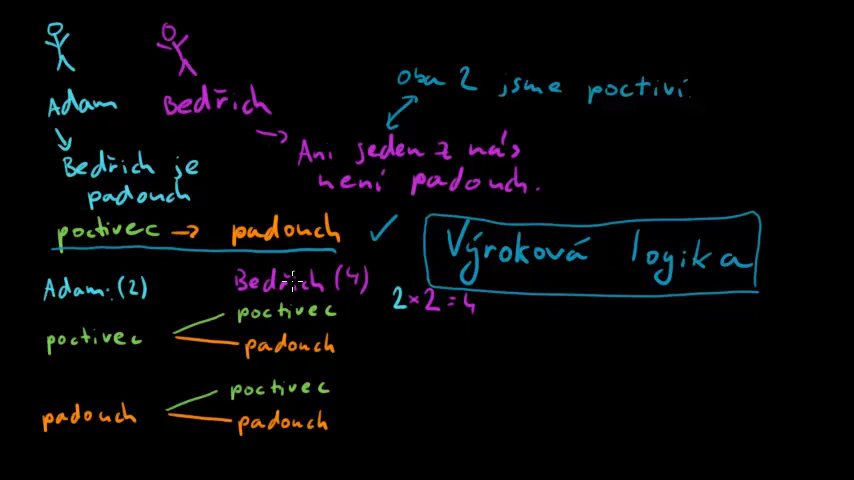 Adam
Bedřich
Oba 2 jsme poctiví
Ani jeden z nás
není padouch.
Bedřich je
padouch
poctivec → padouch ✓
Výroková logika
Adam: (2)
Bedřich (4)
2 × 2 = 4
poctivec
poctivec
padouch
padouch
poctivec
padouch